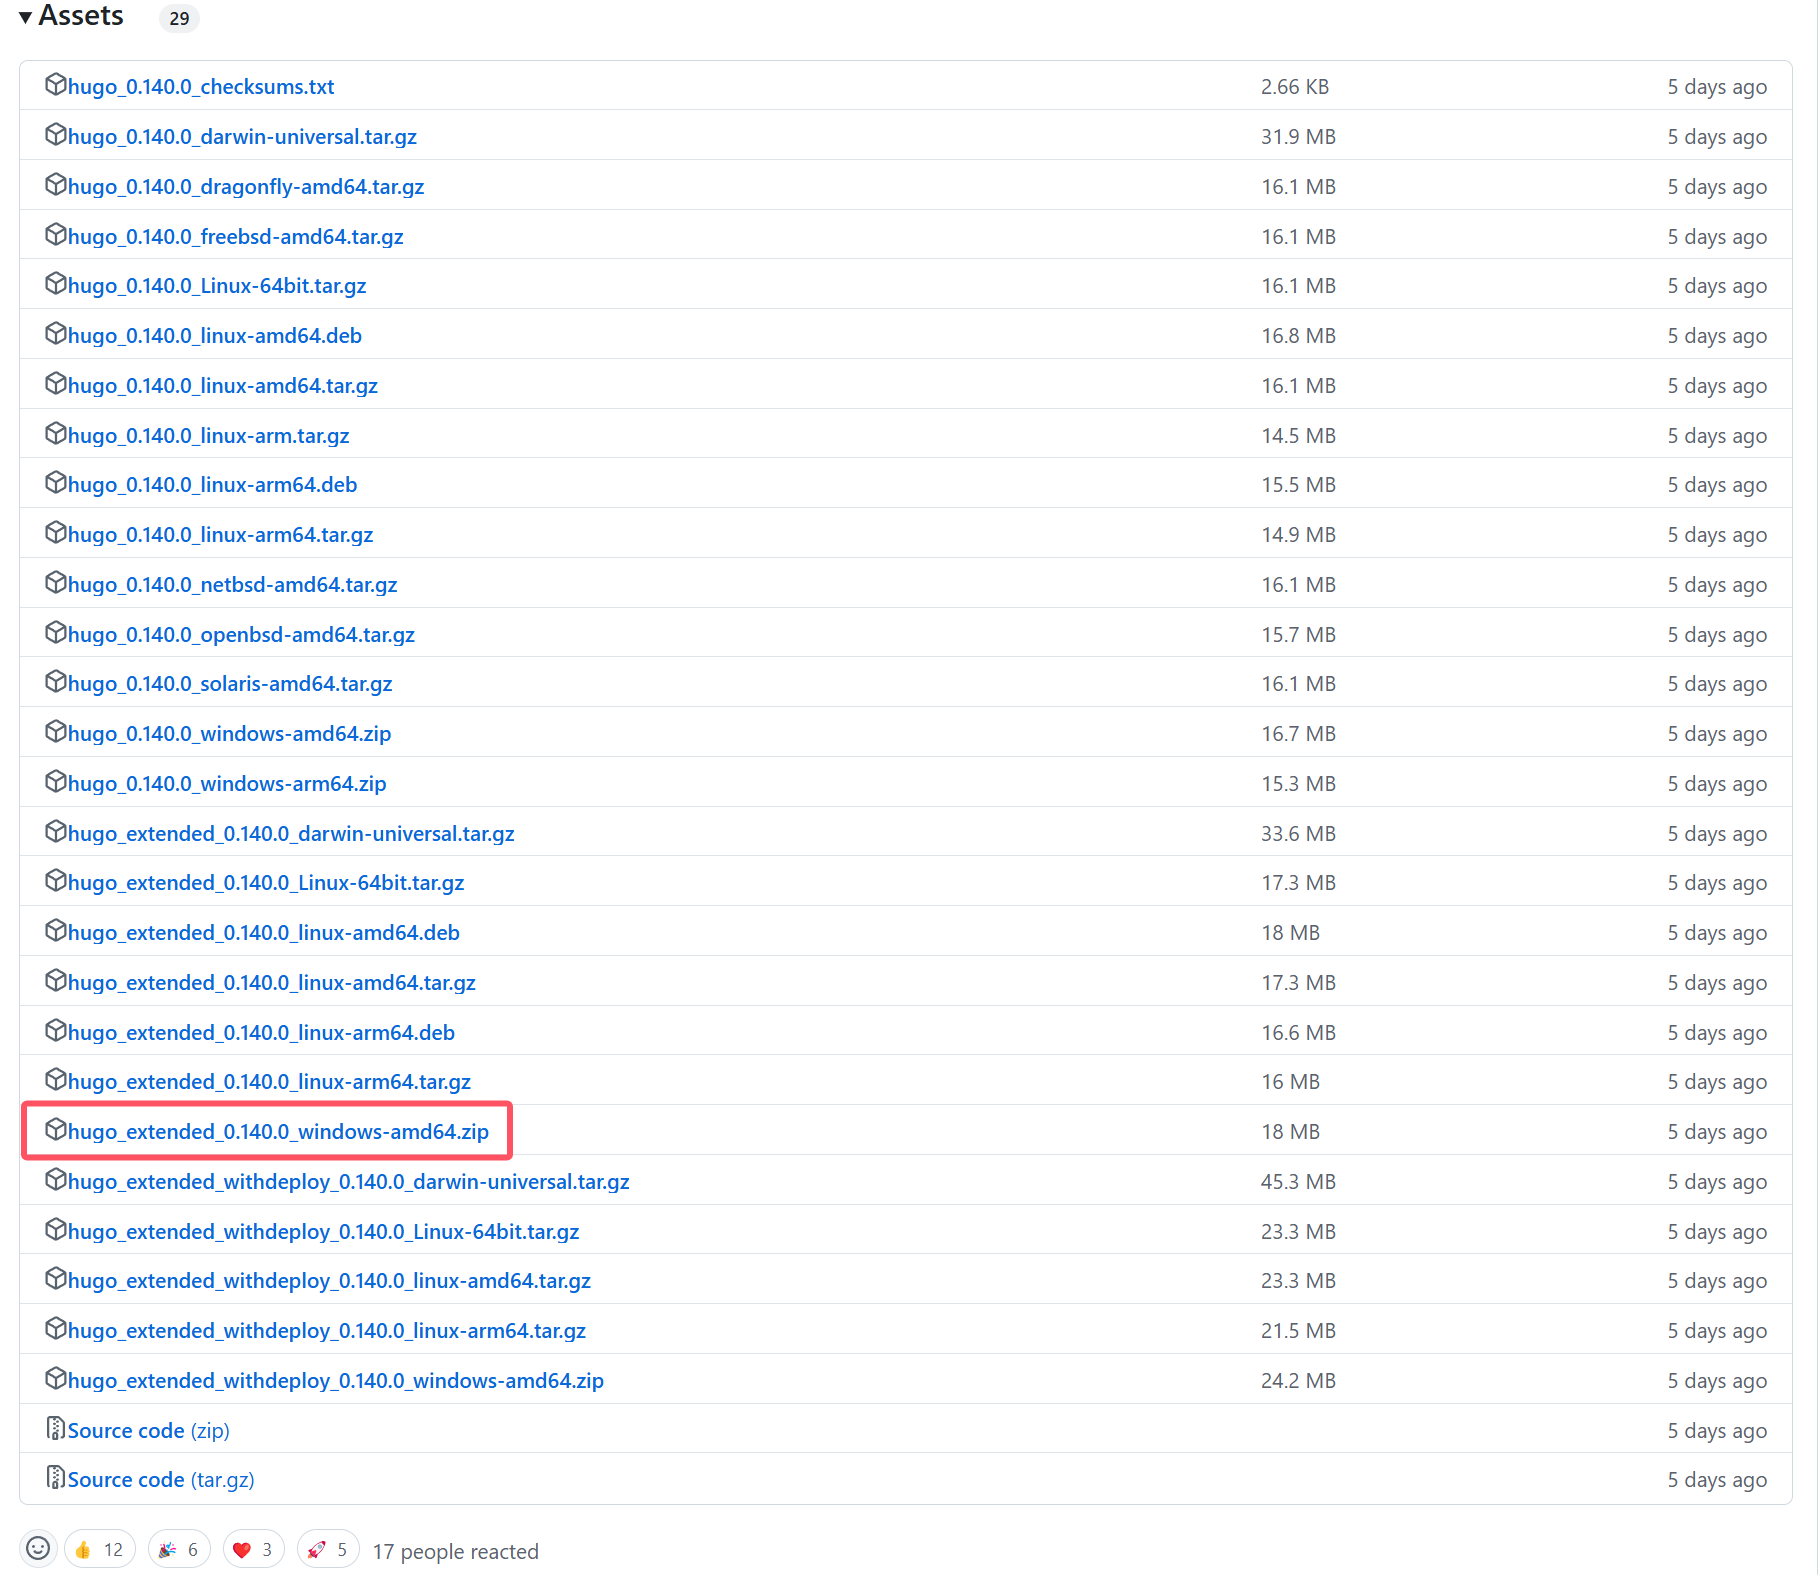 Assets 29
hugo_0.140.0_checksums.txt 2.66 KB 5 days ago
hugo_0.140.0_darwin-universal.tar.gz 31.9 MB 5 days ago
hugo_0.140.0_dragonfly-amd64.tar.gz 16.1 MB 5 days ago
hugo_0.140.0_freebsd-amd64.tar.gz 16.1 MB 5 days ago
hugo_0.140.0_Linux-64bit.tar.gz 16.1 MB 5 days ago
hugo_0.140.0_linux-amd64.deb 16.8 MB 5 days ago
hugo_0.140.0_linux-amd64.tar.gz 16.1 MB 5 days ago
hugo_0.140.0_linux-arm.tar.gz 14.5 MB 5 days ago
hugo_0.140.0_linux-arm64.deb 15.5 MB 5 days ago
hugo_0.140.0_linux-arm64.tar.gz 14.9 MB 5 days ago
hugo_0.140.0_netbsd-amd64.tar.gz 16.1 MB 5 days ago
hugo_0.140.0_openbsd-amd64.tar.gz 15.7 MB 5 days ago
hugo_0.140.0_solaris-amd64.tar.gz 16.1 MB 5 days ago
hugo_0.140.0_windows-amd64.zip 16.7 MB 5 days ago
hugo_0.140.0_windows-arm64.zip 15.3 MB 5 days ago
hugo_extended_0.140.0_darwin-universal.tar.gz 33.6 MB 5 days ago
hugo_extended_0.140.0_Linux-64bit.tar.gz 17.3 MB 5 days ago
hugo_extended_0.140.0_linux-amd64.deb 18 MB 5 days ago
hugo_extended_0.140.0_linux-amd64.tar.gz 17.3 MB 5 days ago
hugo_extended_0.140.0_linux-arm64.deb 16.6 MB 5 days ago
hugo_extended_0.140.0_linux-arm64.tar.gz 16 MB 5 days ago
hugo_extended_0.140.0_windows-amd64.zip 18 MB 5 days ago
hugo_extended_withdeploy_0.140.0_darwin-universal.tar.gz 45.3 MB 5 days ago
hugo_extended_withdeploy_0.140.0_Linux-64bit.tar.gz 23.3 MB 5 days ago
hugo_extended_withdeploy_0.140.0_linux-amd64.tar.gz 23.3 MB 5 days ago
hugo_extended_withdeploy_0.140.0_linux-arm64.tar.gz 21.5 MB 5 days ago
hugo_extended_withdeploy_0.140.0_windows-amd64.zip 24.2 MB 5 days ago
Source code (zip) 5 days ago
Source code (tar.gz) 5 days ago
12 6 3 5 17 people reacted